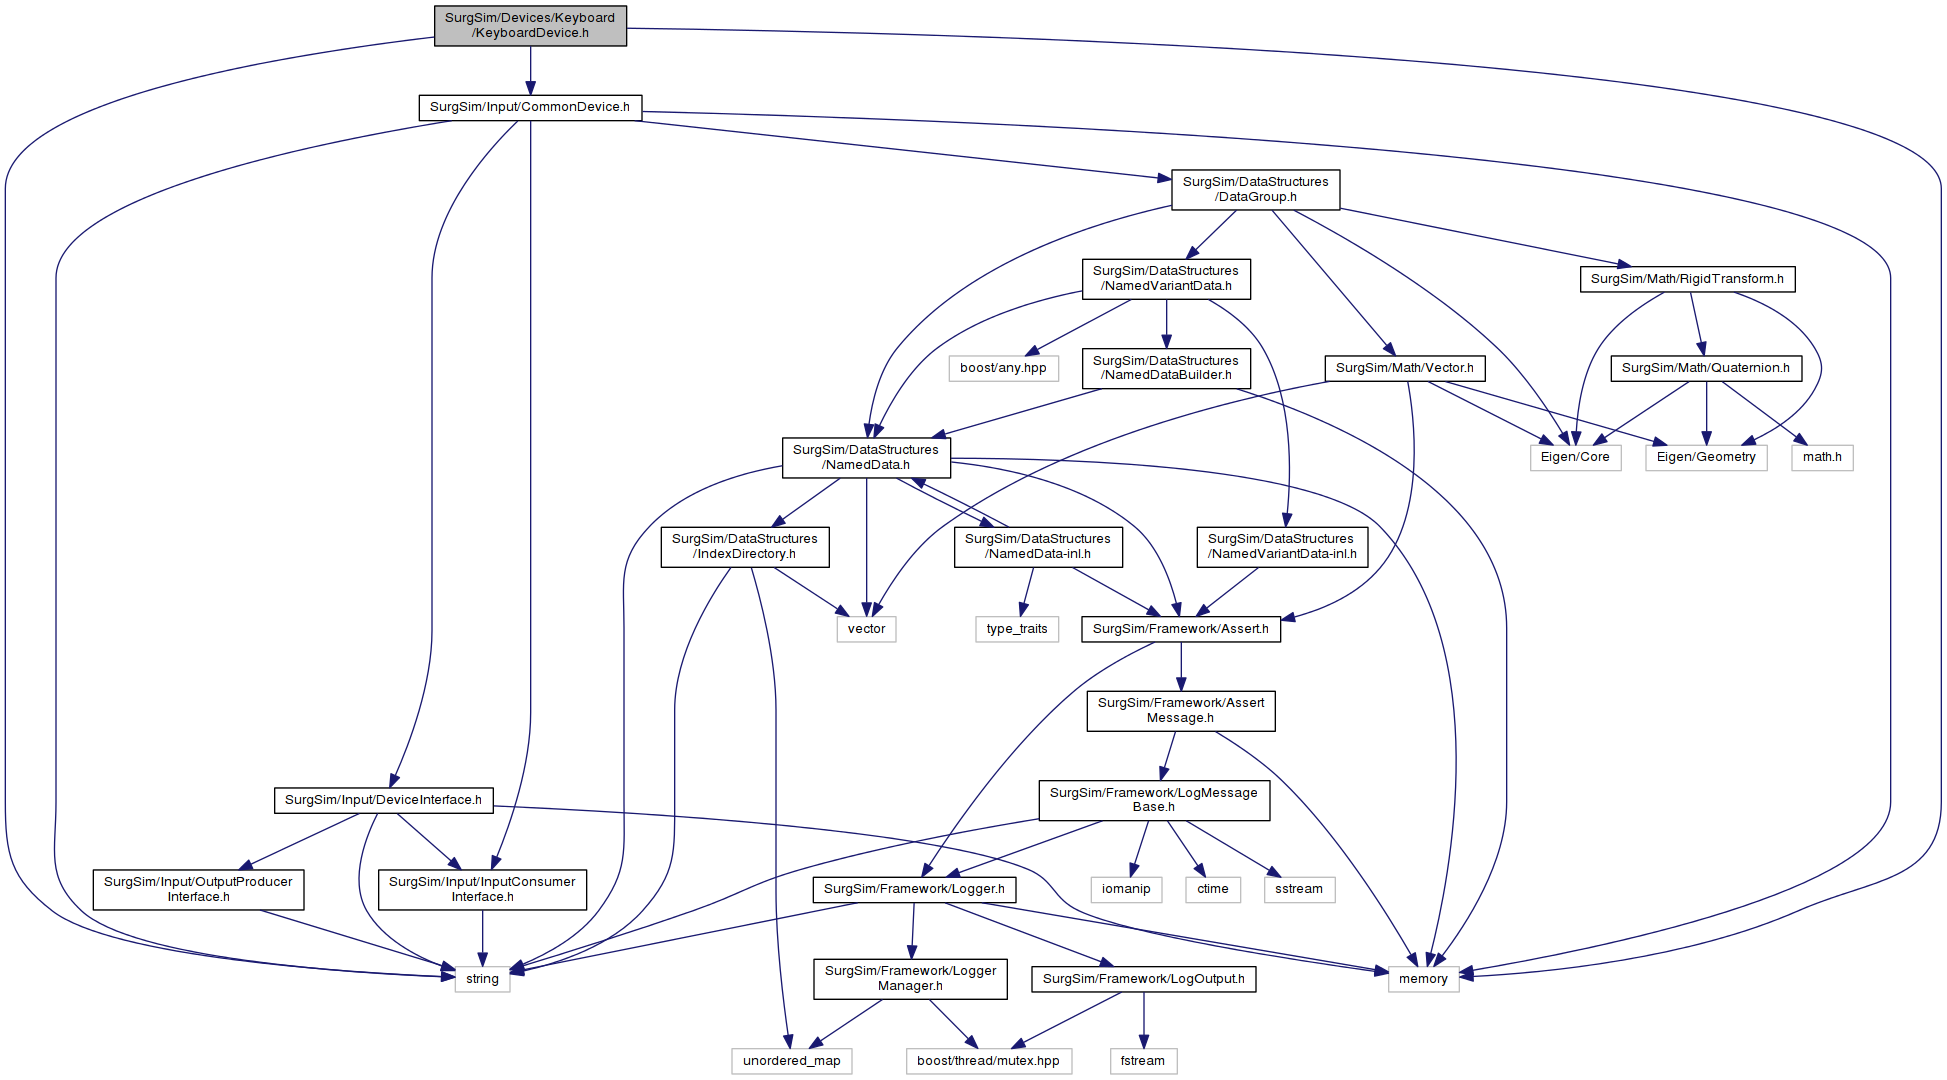 SurgSim/Devices/Keyboard
/KeyboardDevice.h
SurgSim/Input/CommonDevice.h
SurgSim/DataStructures
/DataGroup.h
SurgSim/DataStructures
/NamedVariantData.h
SurgSim/Math/RigidTransform.h
boost/any.hpp
SurgSim/DataStructures
/NamedDataBuilder.h
SurgSim/Math/Vector.h
SurgSim/Math/Quaternion.h
SurgSim/DataStructures
/NamedData.h
Eigen/Core
Eigen/Geometry
math.h
SurgSim/DataStructures
/IndexDirectory.h
SurgSim/DataStructures
/NamedData-inl.h
SurgSim/DataStructures
/NamedVariantData-inl.h
vector
type_traits
SurgSim/Framework/Assert.h
SurgSim/Framework/Assert
Message.h
SurgSim/Input/DeviceInterface.h
SurgSim/Framework/LogMessage
Base.h
SurgSim/Input/OutputProducer
Interface.h
SurgSim/Input/InputConsumer
Interface.h
SurgSim/Framework/Logger.h
iomanip
ctime
sstream
string
SurgSim/Framework/Logger
Manager.h
SurgSim/Framework/LogOutput.h
memory
unordered_map
boost/thread/mutex.hpp
fstream